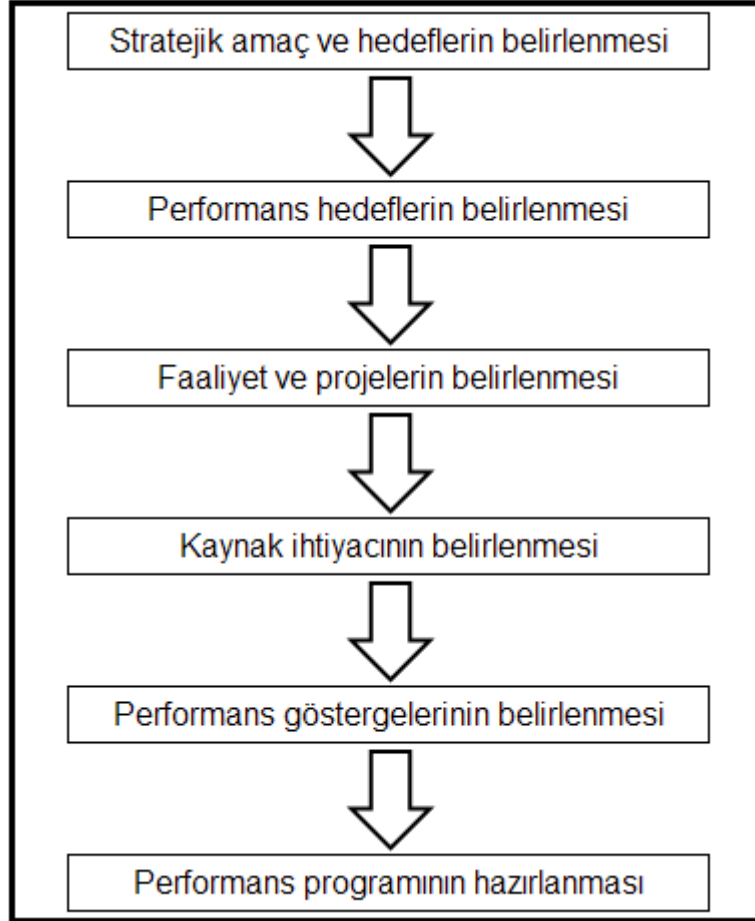 Stratejik amaç ve hedeflerin belirlenmesi
Performans hedeflerin belirlenmesi
Faaliyet ve projelerin belirlenmesi
Kaynak ihtiyacının belirlenmesi
Performans göstergelerinin belirlenmesi
Performans programının hazırlanması